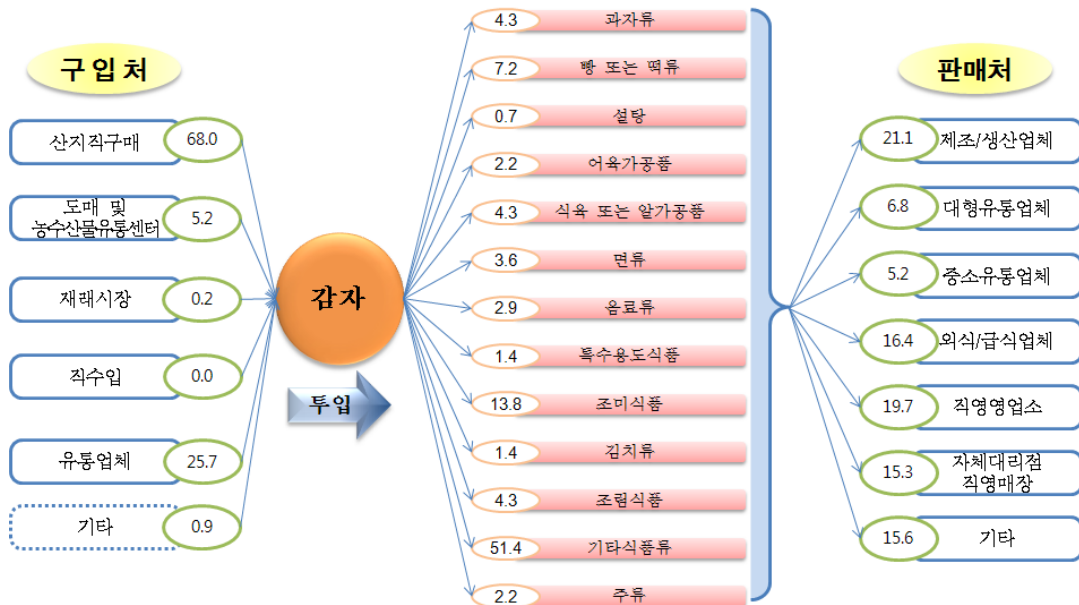 구 입 처
산지직구매
68.0
도매 및
농수산물유통센터
5.2
재래시장
0.2
직수입
0.0
유통업체
25.7
기타
0.9
감자
투입
4.3
과자류
7.2
빵 또는 떡류
0.7
설탕
2.2
어육가공품
4.3
식육 또는 알가공품
3.6
면류
2.9
음료류
1.4
특수용도식품
13.8
조미식품
1.4
김치류
4.3
조림식품
51.4
기타식품류
2.2
주류
판매처
21.1
제조/생산업체
6.8
대형유통업체
5.2
중소유통업체
16.4
외식/급식업체
19.7
직영영업소
15.3
자체대리점
직영매장
15.6
기타